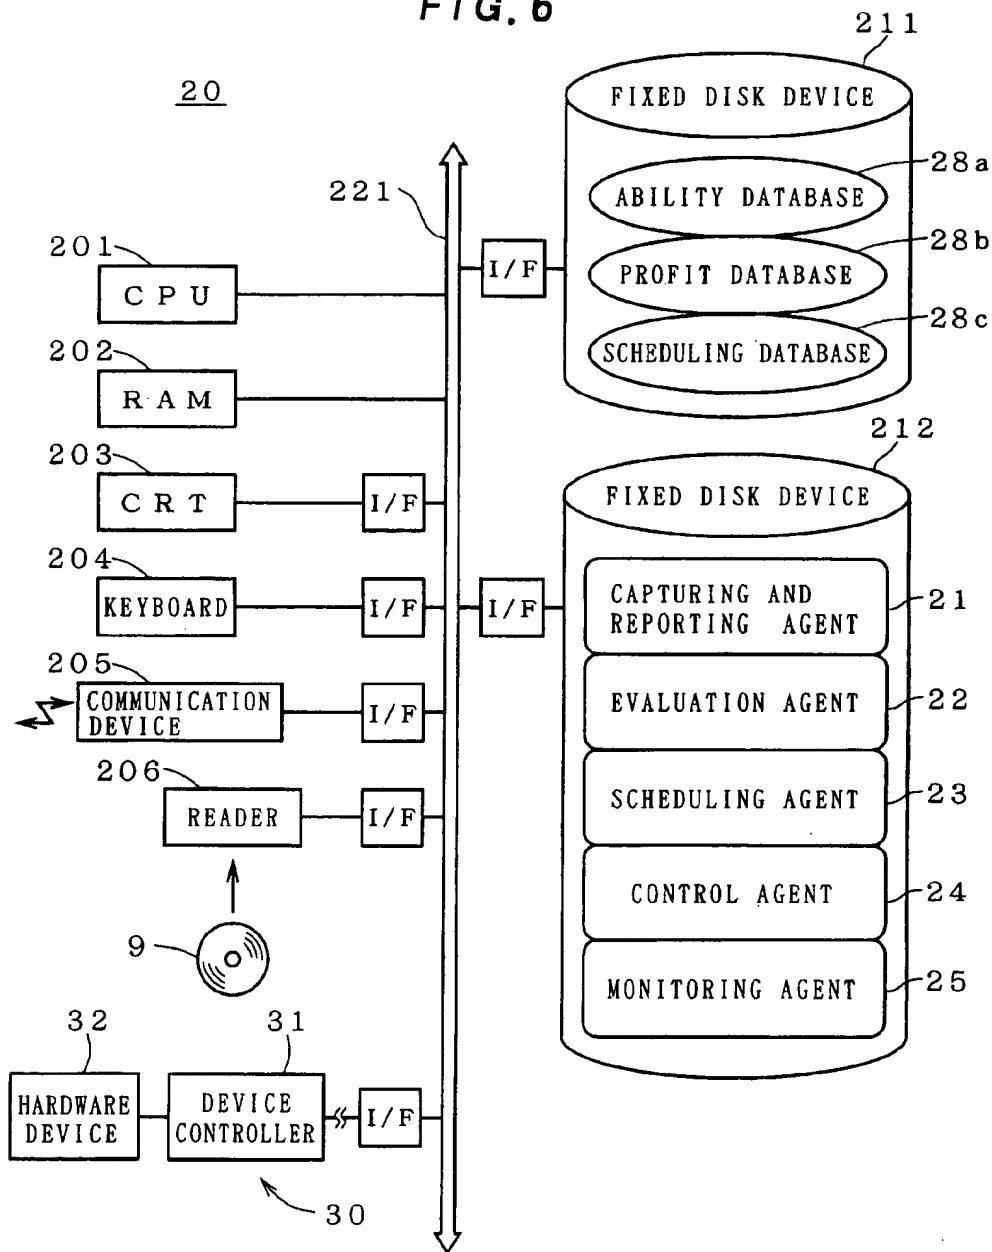 FIG. 6
20
211
FIXED DISK DEVICE
28a
ABILITY DATABASE
221
28b
I/F
PROFIT DATABASE
201
CPU
28c
SCHEDULING DATABASE
202
RAM
203
CRT
I/F
212
FIXED DISK DEVICE
204
KEYBOARD
I/F
I/F
CAPTURING AND
REPORTING AGENT
21
205
COMMUNICATION
DEVICE
I/F
EVALUATION AGENT
22
206
READER
I/F
SCHEDULING AGENT
23
CONTROL AGENT
24
9
MONITORING AGENT
25
32
31
HARDWARE
DEVICE
DEVICE
CONTROLLER
I/F
30